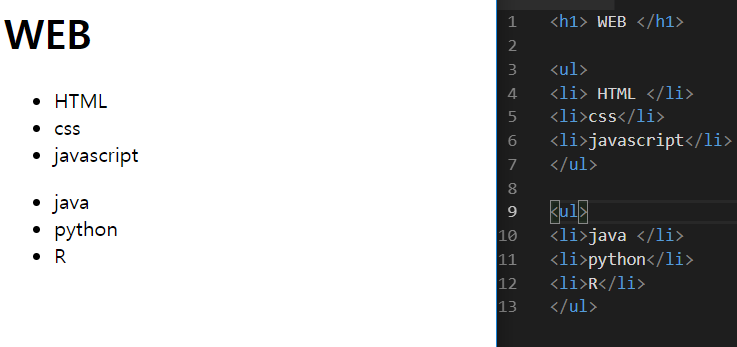 WEB
• HTML
• css
• javascript
• java
• python
• R
1 <h1> WEB </h1>
2
3 <ul>
4 <li> HTML </li>
5 <li>css</li>
6 <li>javascript</li>
7 </ul>
8
9 <ul>
10 <li>java </li>
11 <li>python</li>
12 <li>R</li>
13 </ul>